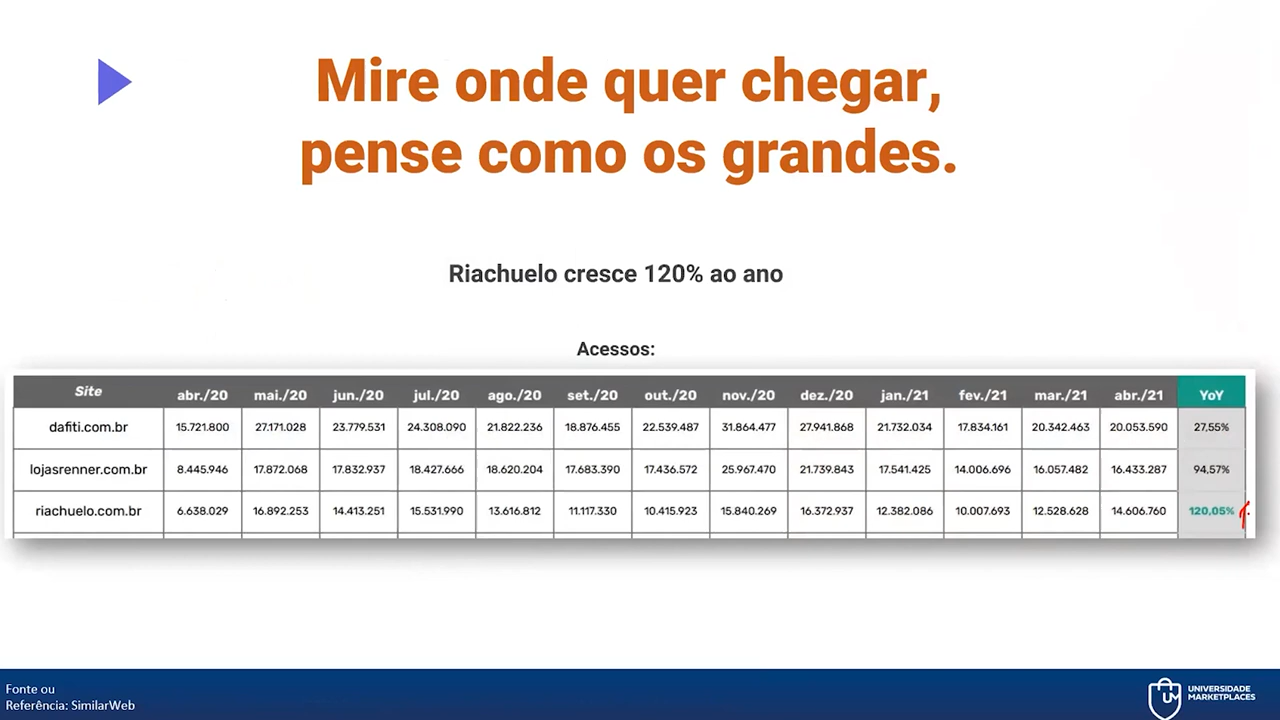 Mire onde quer chegar,
pense como os grandes.
Riachuelo cresce 120% ao ano
Acessos:
Site abr./20 mai./20 jun./20 jul./20 ago./20 set./20 out./20 nov./20 dez./20 jan./21 fev./21 mar./21 abr./21 YoY
dafiti.com.br 15.721.800 27.171.028 23.779.531 24.308.090 21.822.236 18.876.455 22.539.487 31.864.477 27.941.868 21.732.034 17.834.161 20.342.463 20.053.590 27,55%
lojasrenner.com.br 8.445.946 17.872.068 17.832.937 18.427.666 18.620.204 17.683.390 17.436.572 25.967.470 21.739.843 17.541.425 14.006.696 16.057.482 16.433.287 94,57%
riachuelo.com.br 6.638.029 16.892.253 14.413.251 15.531.990 13.616.812 11.117.330 10.415.923 15.840.269 16.372.937 12.382.086 10.007.693 12.528.628 14.606.760 120,05%
Fonte ou
Referência: SimilarWeb
UM
UNIVERSIDADE
MARKETPLACES